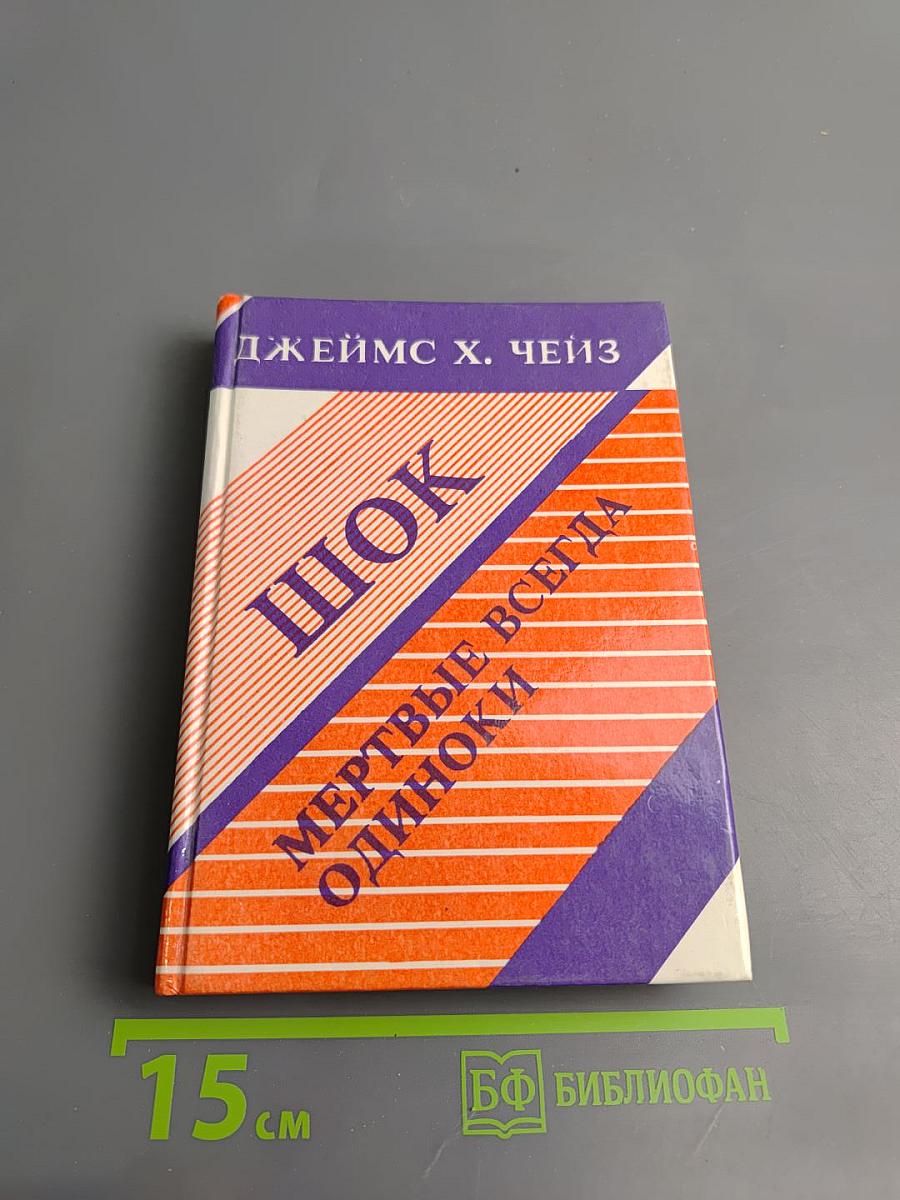 ДЖЕЙМС Х. ЧЕЙЗ
ШОК
МЕРТВЫЕ ВСЕГДА
ОДИНОКИ
15 см
БФ БИБЛИОФАН